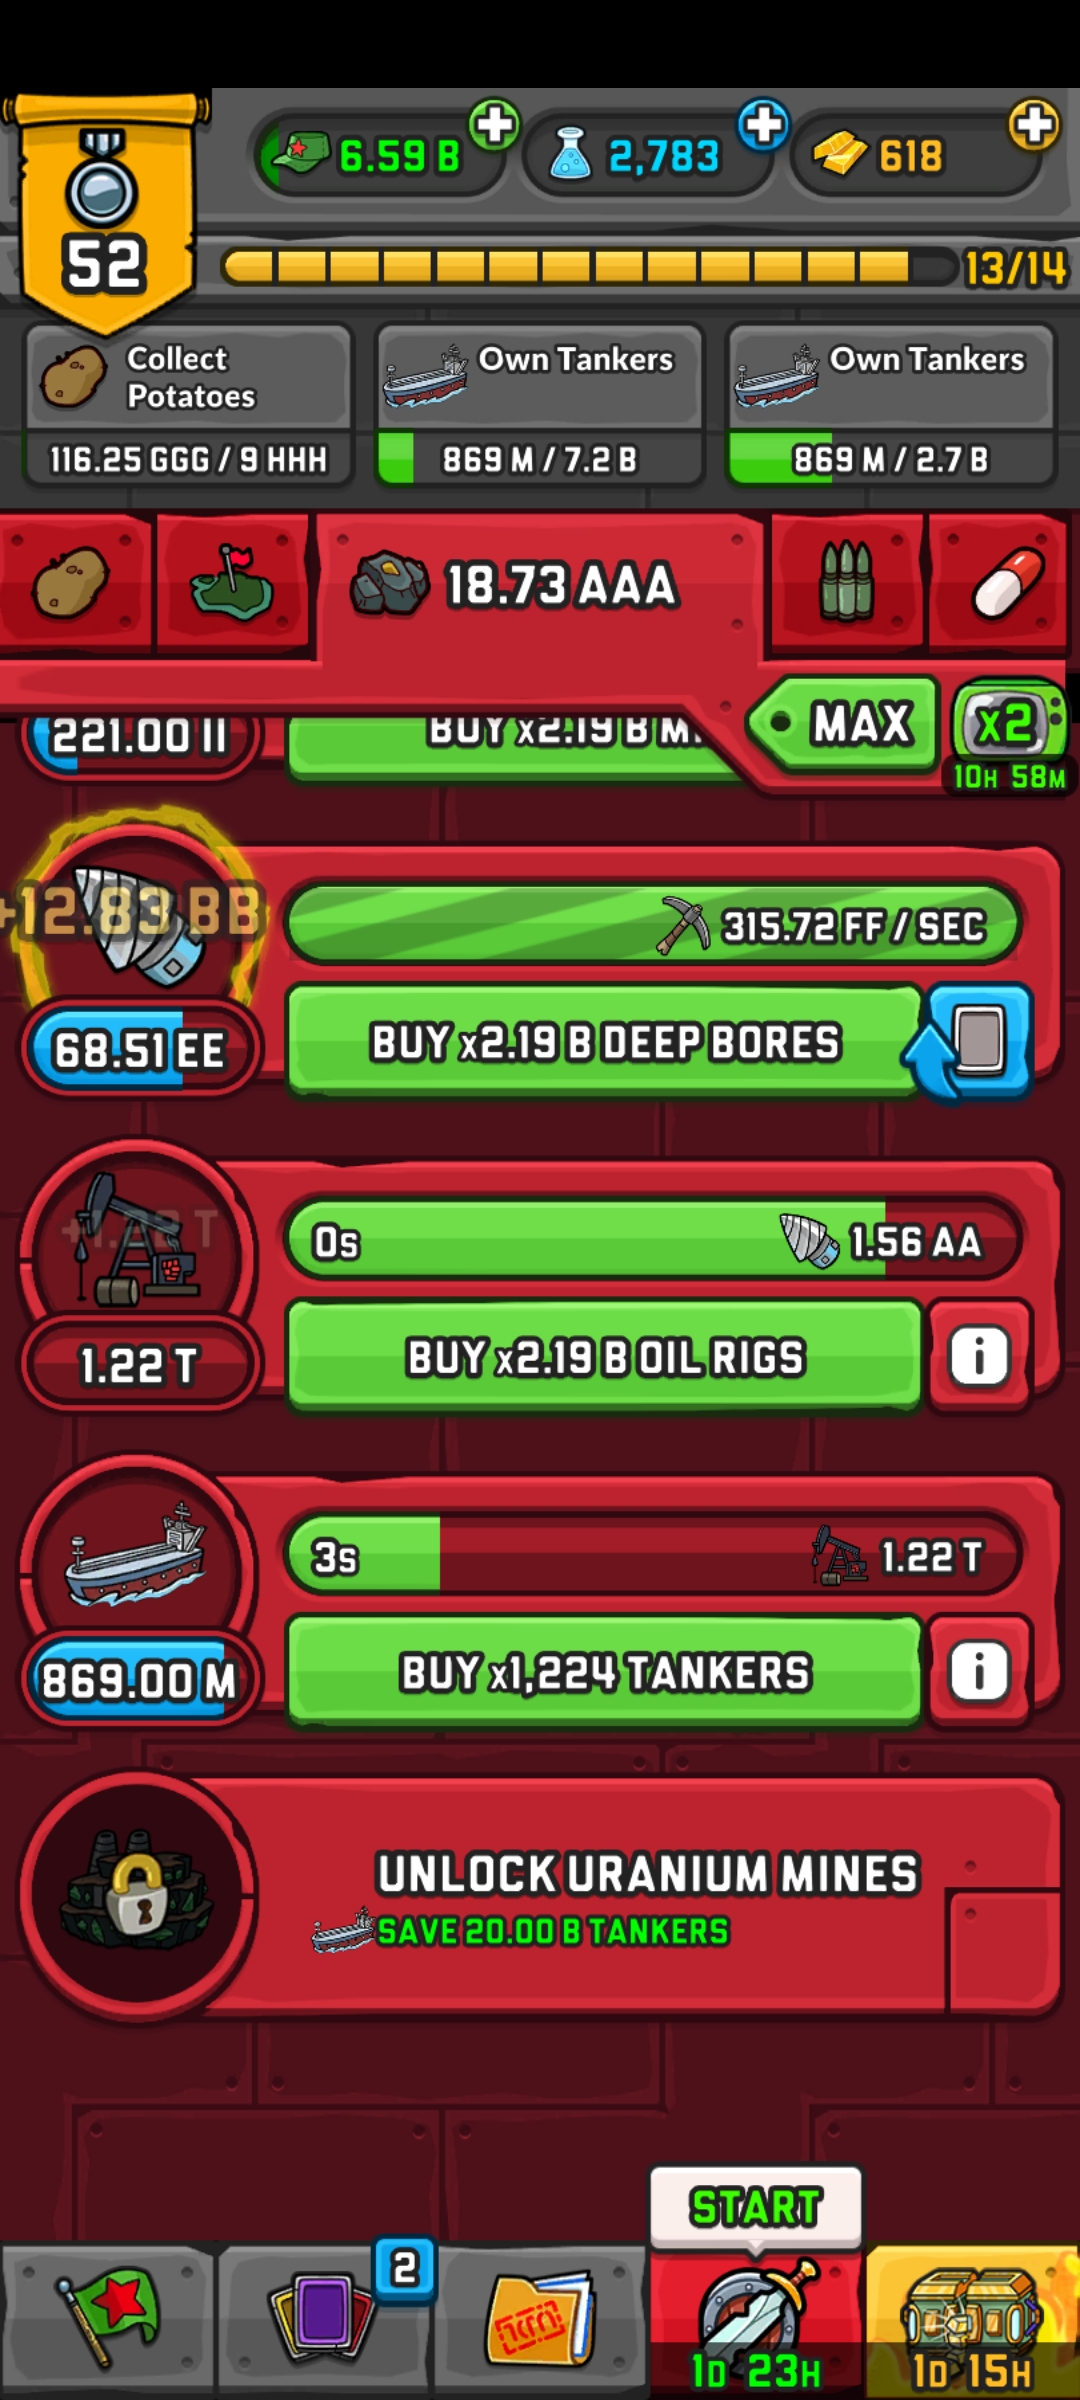 52
6.59 B
2,783
618
13/14
Collect
Potatoes
116.25 GGG / 9 HHH
Own Tankers
869 M / 7.2 B
Own Tankers
869 M / 2.7 B
18.73 AAA
MAX
x2
10H 58M
221.00 II
BUY x2.19 B M
+12.83 BB
315.72 FF / SEC
68.51 EE
BUY x2.19 B DEEP BORES
0s
1.56 AA
1.22 T
BUY x2.19 B OIL RIGS
i
3s
1.22 T
869.00 M
BUY x1,224 TANKERS
i
UNLOCK URANIUM MINES
SAVE 20.00 B TANKERS
START
2
1D 23H
1D 15H